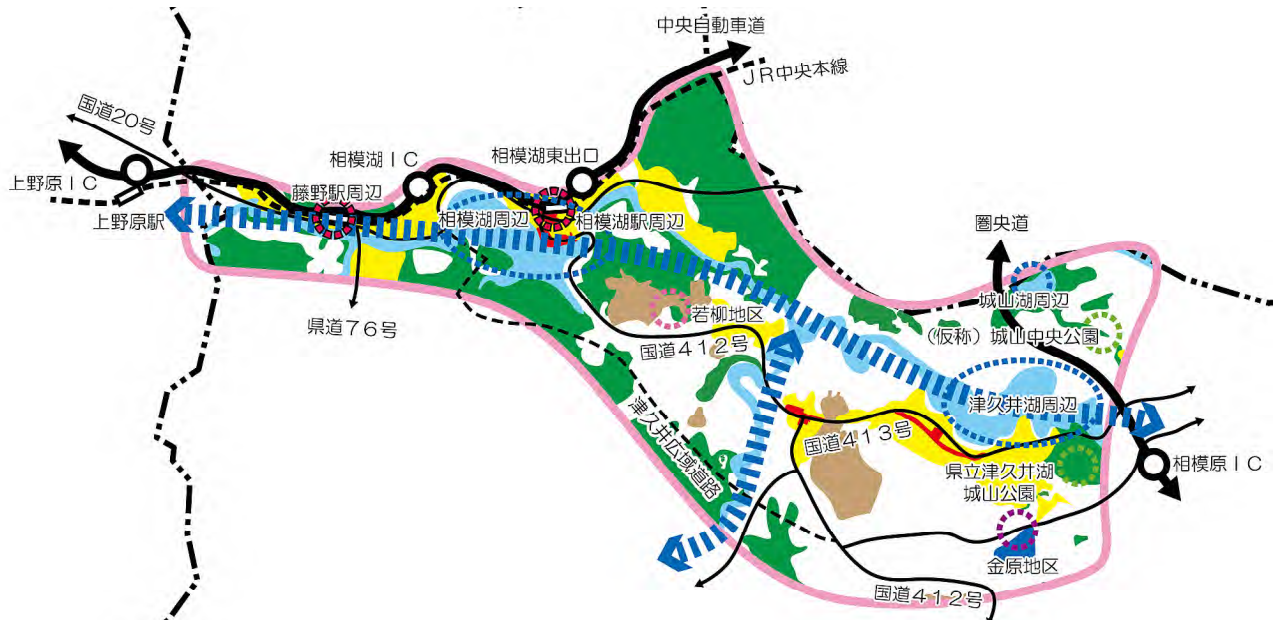 中央自動車道
JR中央本線
国道20号
相模湖IC
相模湖東出口
上野原IC
藤野駅周辺
上野原駅
相模湖周辺
相模湖駅周辺
圏央道
城山湖周辺
県道76号
若柳地区
(仮称)城山中央公園
国道412号
津久井湖周辺
津久井広域道路
国道413号
県立津久井湖
城山公園
相模原IC
金原地区
国道412号